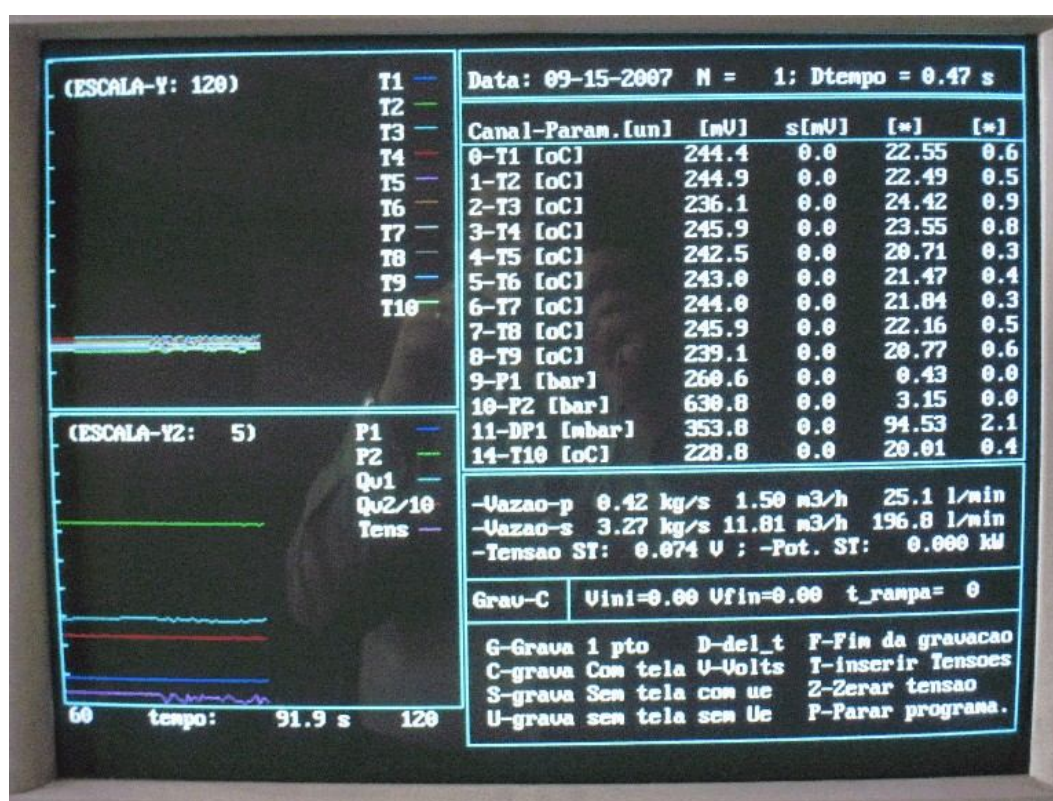 (ESCALA-Y: 120)
T1
T2
T3
T4
T5
T6
T7
T8
T9
T10
(ESCALA-Y2: 5)
P1
P2
Qv1
Qv2/10
Tens
60 tempo: 91.9 s 120
Data: 09-15-2007 N = 1; Dtempo = 0.47 s
Canal-Param.[un] [mV] s[mV] [*] [*]
0-T1 [oC] 244.4 0.0 22.55 0.6
1-T2 [oC] 244.9 0.0 22.49 0.5
2-T3 [oC] 236.1 0.0 24.42 0.9
3-T4 [oC] 245.9 0.0 23.55 0.8
4-T5 [oC] 242.5 0.0 20.71 0.3
5-T6 [oC] 243.0 0.0 21.47 0.4
6-T7 [oC] 244.0 0.0 21.84 0.3
7-T8 [oC] 245.9 0.0 22.16 0.5
8-T9 [oC] 239.1 0.0 20.77 0.6
9-P1 [bar] 260.6 0.0 0.43 0.0
10-P2 [bar] 630.8 0.0 3.15 0.0
11-DP1 [mbar] 353.8 0.0 94.53 2.1
14-T10 [oC] 228.8 0.0 20.01 0.4
-Vazao-p 0.42 kg/s 1.50 m3/h 25.1 l/min
-Vazao-s 3.27 kg/s 11.81 m3/h 196.8 l/min
-Tensao ST: 0.074 V ; -Pot. ST: 0.000 kW
Grav-C Vini=0.00 Vfin=0.00 t_rampa= 0
G-Grava 1 pto D-del_t F-Fim da gravacao
C-grava Com tela V-Volts T-inserir Tensoes
S-grava Sem tela com ue Z-Zerar tensao
U-grava sem tela sem Ue P-Parar programa.